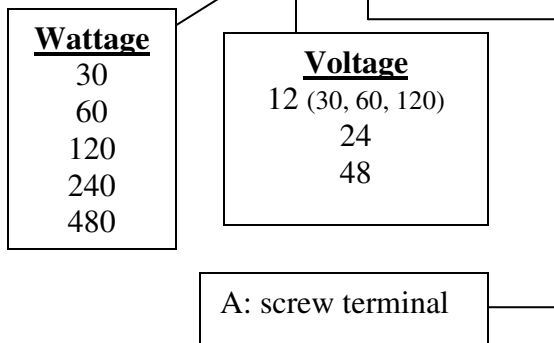 Wattage
30
60
120
240
480
Voltage
12 (30, 60, 120)
24
48
A: screw terminal